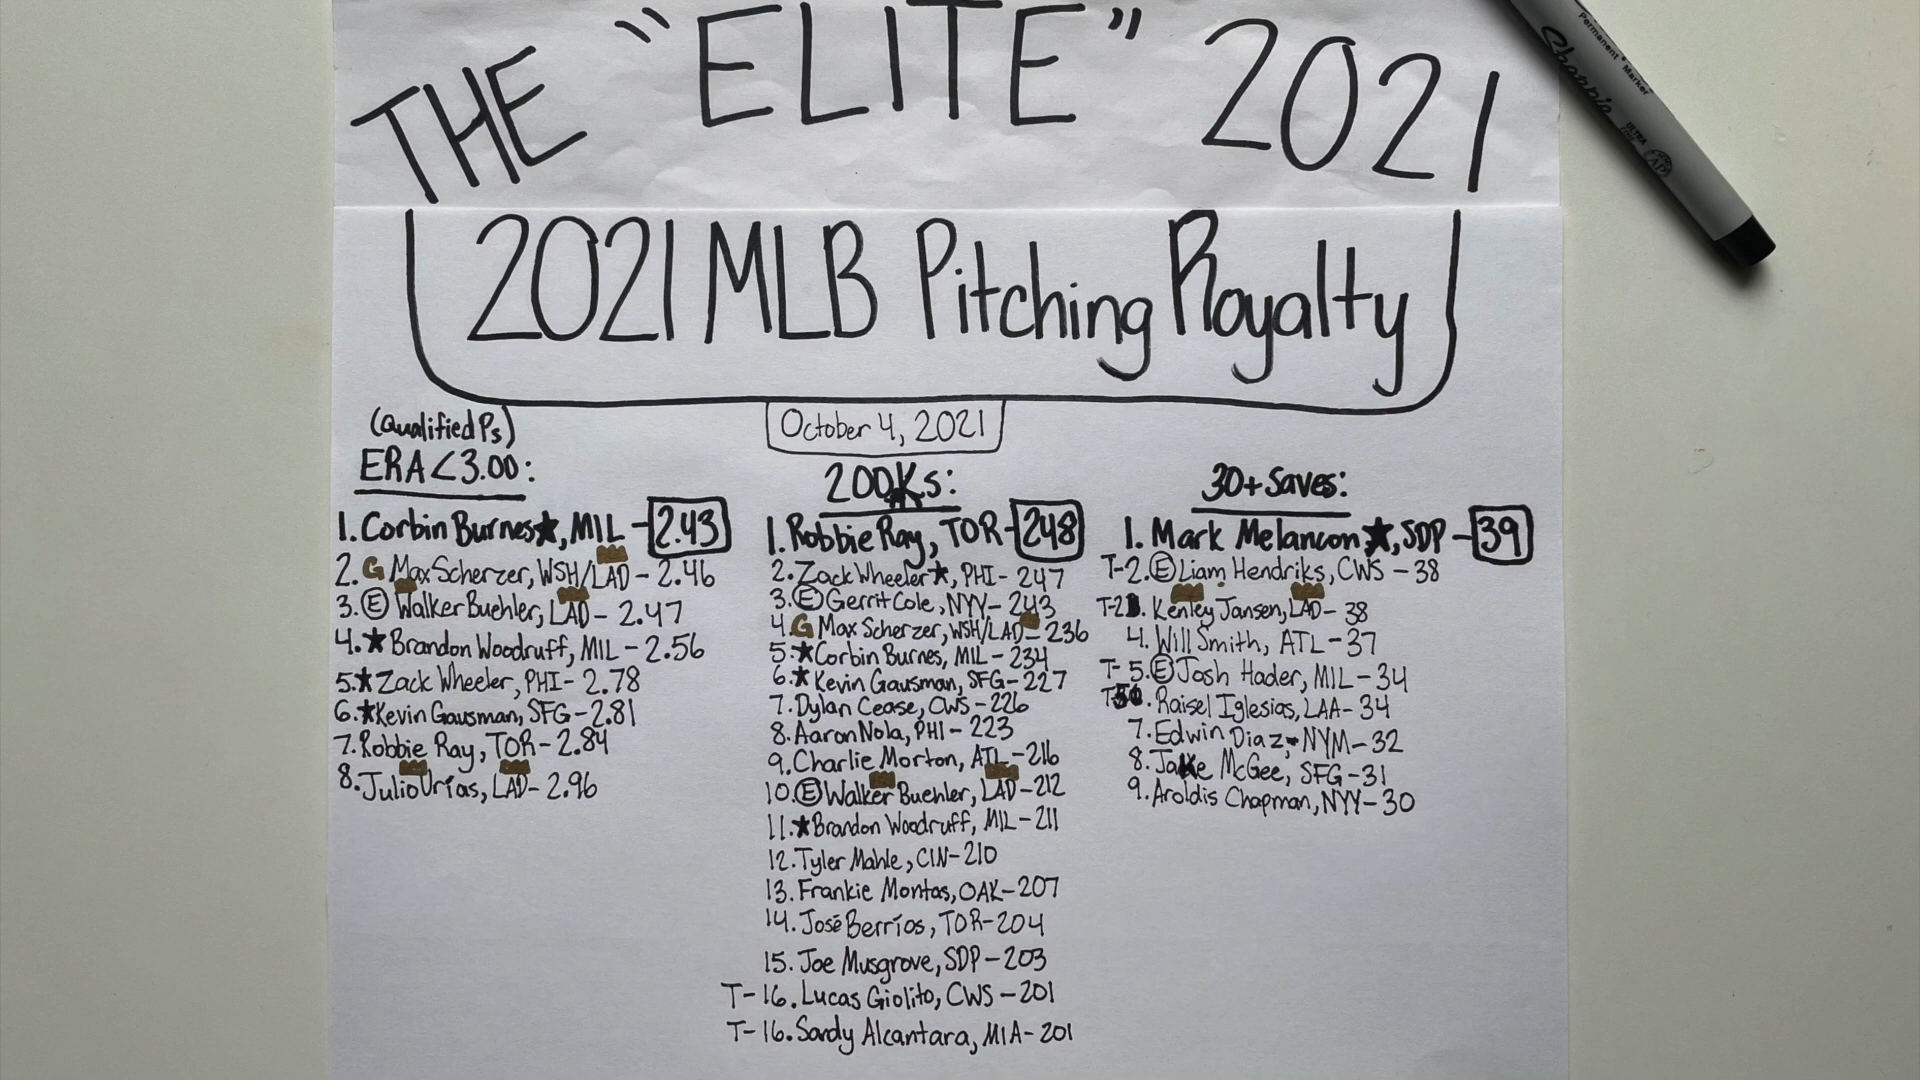 THE "ELITE" 2021
2021 MLB Pitching Royalty
October 4, 2021
(Qualified Ps)
ERA<3.00:
1. Corbin Burnes★, MIL - 2.43
2. G Max Scherzer, WSH/LAD - 2.46
3. Ⓔ Walker Buehler, LAD - 2.47
4. ★Brandon Woodruff, MIL - 2.56
5. ★Zack Wheeler, PHI - 2.78
6. ★Kevin Gausman, SFG - 2.81
7. Robbie Ray, TOR - 2.84
8. Julio Urías, LAD - 2.96
200Ks:
1. Robbie Ray, TOR - 248
2. Zack Wheeler★, PHI - 247
3. Ⓔ Gerrit Cole, NYY - 243
4. G Max Scherzer, WSH/LAD - 236
5. ★Corbin Burnes, MIL - 234
6. ★Kevin Gausman, SFG - 227
7. Dylan Cease, CWS - 226
8. Aaron Nola, PHI - 223
9. Charlie Morton, ATL - 216
10. Ⓔ Walker Buehler, LAD - 212
11. ★Brandon Woodruff, MIL - 211
12. Tyler Mahle, CIN - 210
13. Frankie Montas, OAK - 207
14. José Berríos, TOR - 204
15. Joe Musgrove, SDP - 203
T-16. Lucas Giolito, CWS - 201
T-16. Sandy Alcantara, MIA - 201
30+ Saves:
1. Mark Melancon★, SDP - 39
T-2. Ⓔ Liam Hendriks, CWS - 38
T-2. Kenley Jansen, LAD - 38
4. Will Smith, ATL - 37
T-5. Ⓔ Josh Hader, MIL - 34
T-5. Raisel Iglesias, LAA - 34
7. Edwin Diaz, NYM - 32
8. Jake McGee, SFG - 31
9. Aroldis Chapman, NYY - 30
Permanent Marker
Sharpie